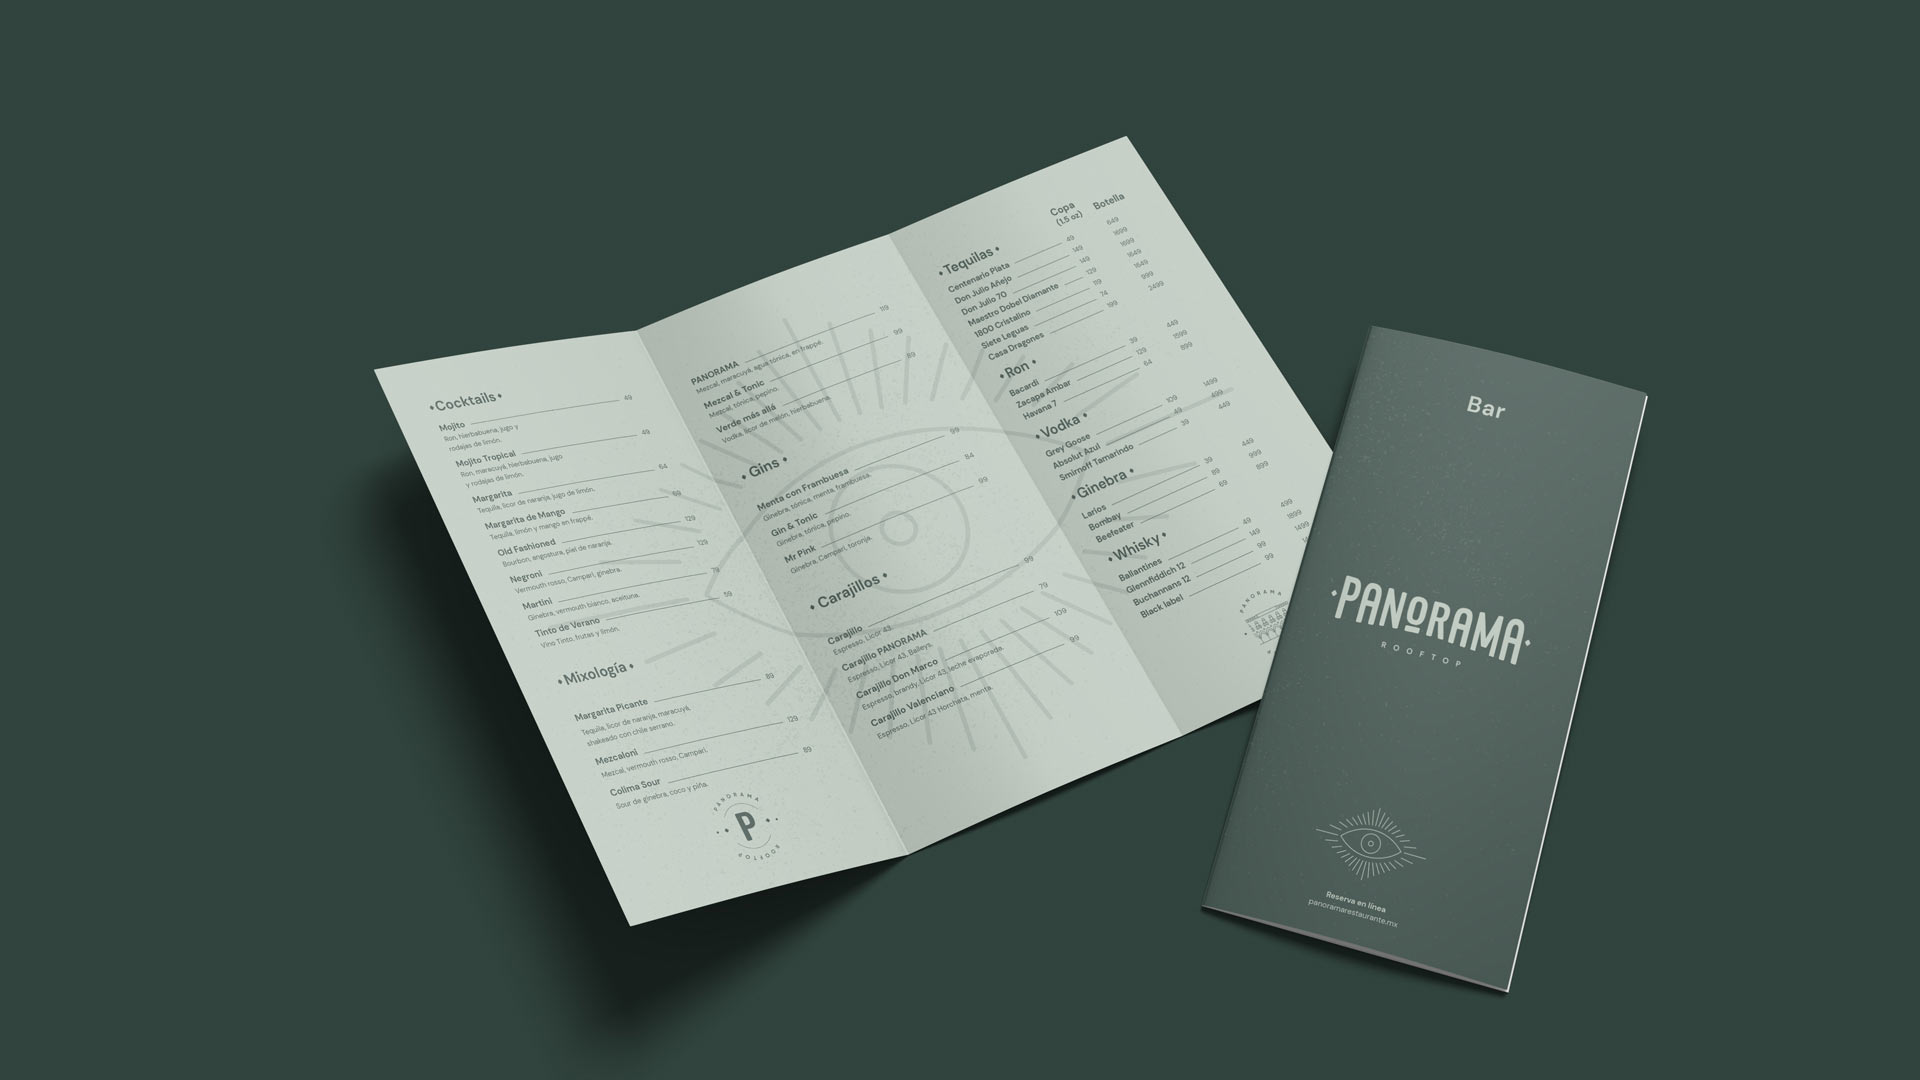 •Cocktails•
Mojito 49
Ron, hierbabuena, jugo y
rodajas de limón.
Mojito Tropical 49
Ron, maracuyá, hierbabuena, jugo
y rodajas de limón.
Margarita 64
Tequila, licor de naranja, jugo de limón.
Margarita de Mango 69
Tequila, limón y mango en frappé.
Old Fashioned 129
Bourbon, angostura, piel de naranja.
Negroni 129
Vermouth rosso, Campari, ginebra.
Martini 79
Ginebra, vermouth bianco, aceituna.
Tinto de Verano 59
Vino Tinto, frutas y limón.
•Mixología•
Margarita Picante 89
Tequila, licor de naranja, maracuyá,
shakeado con chile serrano.
Mezcaloni 129
Mezcal, vermouth rosso, Campari.
Colima Sour 89
Sour de ginebra, coco y piña.
PANORAMA
P
ROOFTOP
PANORAMA 119
Mezcal, maracuyá, agua tónica, en frappé.
Mezcal & Tonic 99
Mezcal, tónica, pepino.
Verde más allá 89
Vodka, licor de melón, hierbabuena.
•Gins•
Menta con Frambuesa 99
Ginebra, tónica, menta, frambuesa.
Gin & Tonic 84
Ginebra, tónica, pepino.
Mr Pink 99
Ginebra, Campari, toronja.
•Carajillos•
Carajillo 99
Espresso, Licor 43.
Carajillo PANORAMA 79
Espresso, Licor 43, Baileys.
Carajillo Don Marco 109
Espresso, brandy, Licor 43, leche evaporada.
Carajillo Valenciano 99
Espresso, Licor 43 Horchata, menta.
Copa Botella
(1.5 oz)
•Tequilas•
Centenario Plata 49 649
Don Julio Añejo 149 1699
Don Julio 70 149 1699
Maestro Dobel Diamante 129 1649
1800 Cristalino 119 1649
Siete Leguas 74 999
Casa Dragones 199 2499
•Ron•
Bacardi 39 449
Zacapa Ambar 129 1599
Havana 7 64 899
•Vodka•
Grey Goose 109 1499
Absolut Azul 49 499
Smirnoff Tamarindo 39 449
•Ginebra•
Larios 39 449
Bombay 89 999
Beefeater 69 899
•Whisky•
Ballantines 49 499
Glennfiddich 12 149 1899
Buchannans 12 99 1499
Black label 99
PANORAMA
Bar
•PANORAMA•
ROOFTOP
Reserva en línea
panoramarestaurante.mx